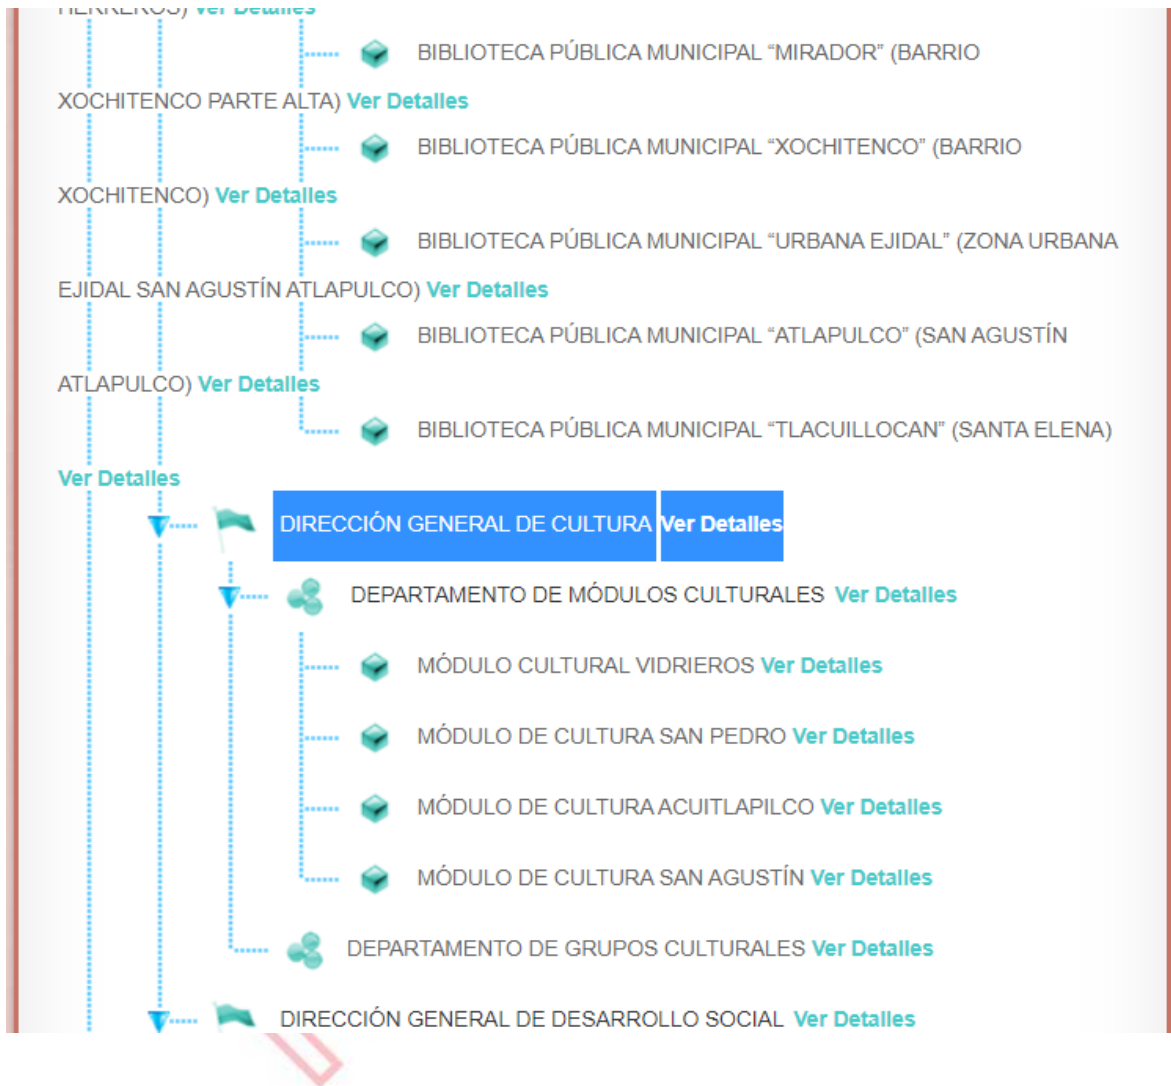 HERREROS) Ver Detalles
BIBLIOTECA PÚBLICA MUNICIPAL “MIRADOR” (BARRIO
XOCHITENCO PARTE ALTA) Ver Detalles
BIBLIOTECA PÚBLICA MUNICIPAL “XOCHITENCO” (BARRIO
XOCHITENCO) Ver Detalles
BIBLIOTECA PÚBLICA MUNICIPAL “URBANA EJIDAL” (ZONA URBANA
EJIDAL SAN AGUSTÍN ATLAPULCO) Ver Detalles
BIBLIOTECA PÚBLICA MUNICIPAL “ATLAPULCO” (SAN AGUSTÍN
ATLAPULCO) Ver Detalles
BIBLIOTECA PÚBLICA MUNICIPAL “TLACUILLOCAN” (SANTA ELENA)
Ver Detalles
DIRECCIÓN GENERAL DE CULTURA Ver Detalles
DEPARTAMENTO DE MÓDULOS CULTURALES Ver Detalles
MÓDULO CULTURAL VIDRIEROS Ver Detalles
MÓDULO DE CULTURA SAN PEDRO Ver Detalles
MÓDULO DE CULTURA ACUITLAPILCO Ver Detalles
MÓDULO DE CULTURA SAN AGUSTÍN Ver Detalles
DEPARTAMENTO DE GRUPOS CULTURALES Ver Detalles
DIRECCIÓN GENERAL DE DESARROLLO SOCIAL Ver Detalles